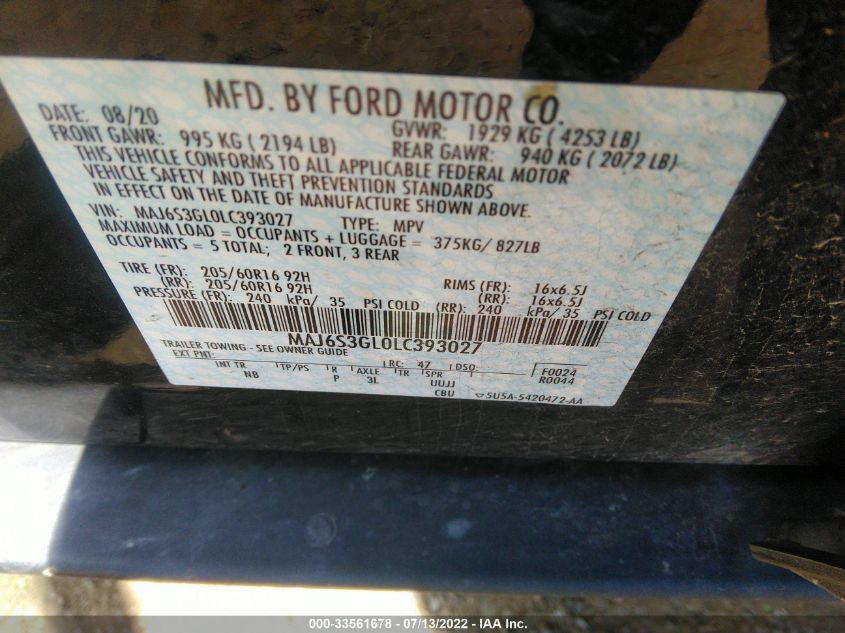 MFD. BY FORD MOTOR CO.
DATE: 08/20 GVWR: 1929 KG ( 4253 LB)
FRONT GAWR: 995 KG ( 2194 LB) REAR GAWR: 940 KG ( 2072 LB)
THIS VEHICLE CONFORMS TO ALL APPLICABLE FEDERAL MOTOR
VEHICLE SAFETY AND THEFT PREVENTION STANDARDS
IN EFFECT ON THE DATE OF MANUFACTURE SHOWN ABOVE.
VIN: MAJ6S3GL0LC393027 TYPE: MPV
MAXIMUM LOAD = OCCUPANTS + LUGGAGE = 375KG/ 827LB
OCCUPANTS = 5 TOTAL; 2 FRONT, 3 REAR
TIRE (FR): 205/60R16 92H RIMS (FR): 16x6.5J
(RR): 205/60R16 92H (RR): 16x6.5J
PRESSURE (FR): 240 kPa/ 35 PSI COLD (RR): 240 kPa/ 35 PSI COLD
MAJ6S3GL0LC393027
TRAILER TOWING - SEE OWNER GUIDE
EXT PNT: RC: 47 DSO: F0024
INT TR TP/PS R AXLE TR SPR R0044
NB P 3L UUJJ
CBU 5U5A-5420472-AA
000-33561678 - 07/13/2022 - IAA Inc.